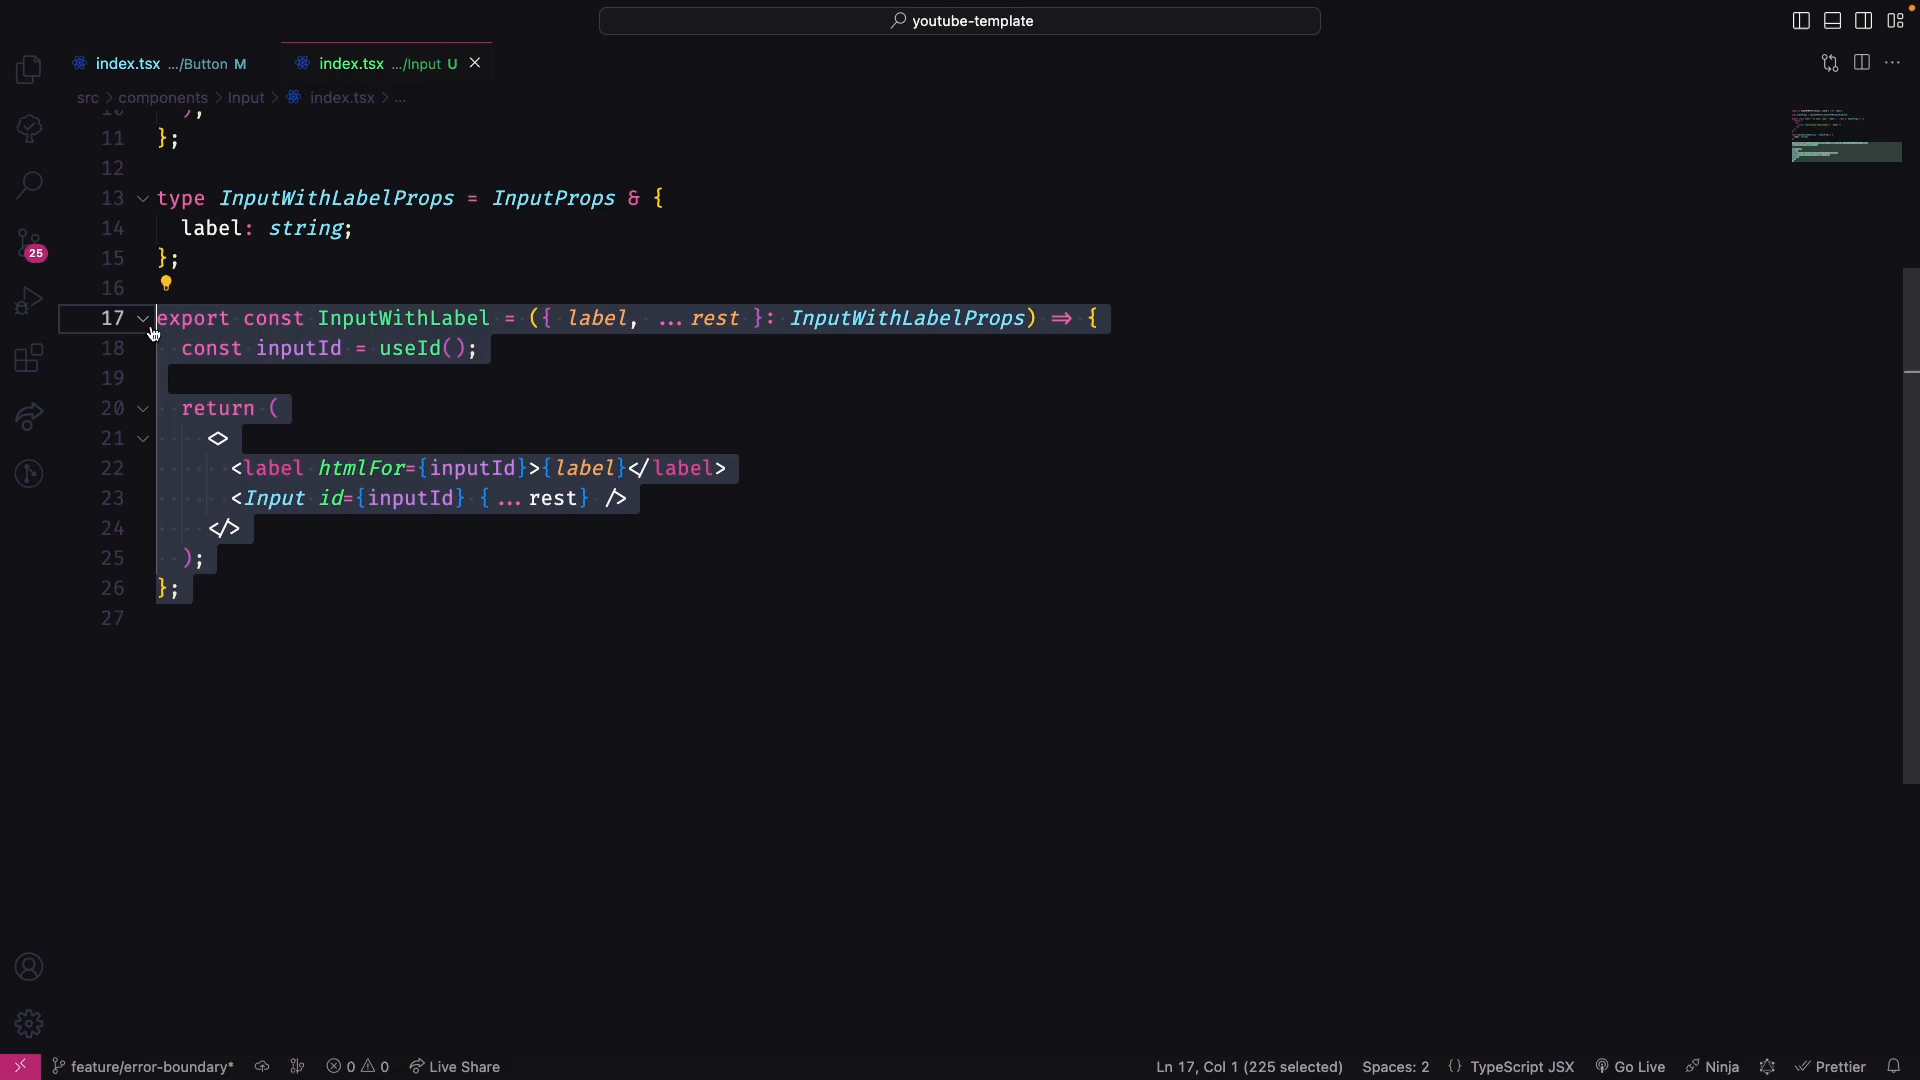 youtube-template
index.tsx .../Button M
index.tsx .../Input U
src > components > Input > index.tsx > ...
10 );
11 };
12
13 type InputWithLabelProps = InputProps & {
14 label: string;
15 };
16
17 export const InputWithLabel = ({ label, ...rest }: InputWithLabelProps) => {
18 const inputId = useId();
19
20 return (
21 <>
22 <label htmlFor={inputId}>{label}</label>
23 <Input id={inputId} {...rest} />
24 </>
25 );
26 };
27
25
feature/error-boundary* 0 0 Live Share Ln 17, Col 1 (225 selected) Spaces: 2 {} TypeScript JSX Go Live Ninja Prettier